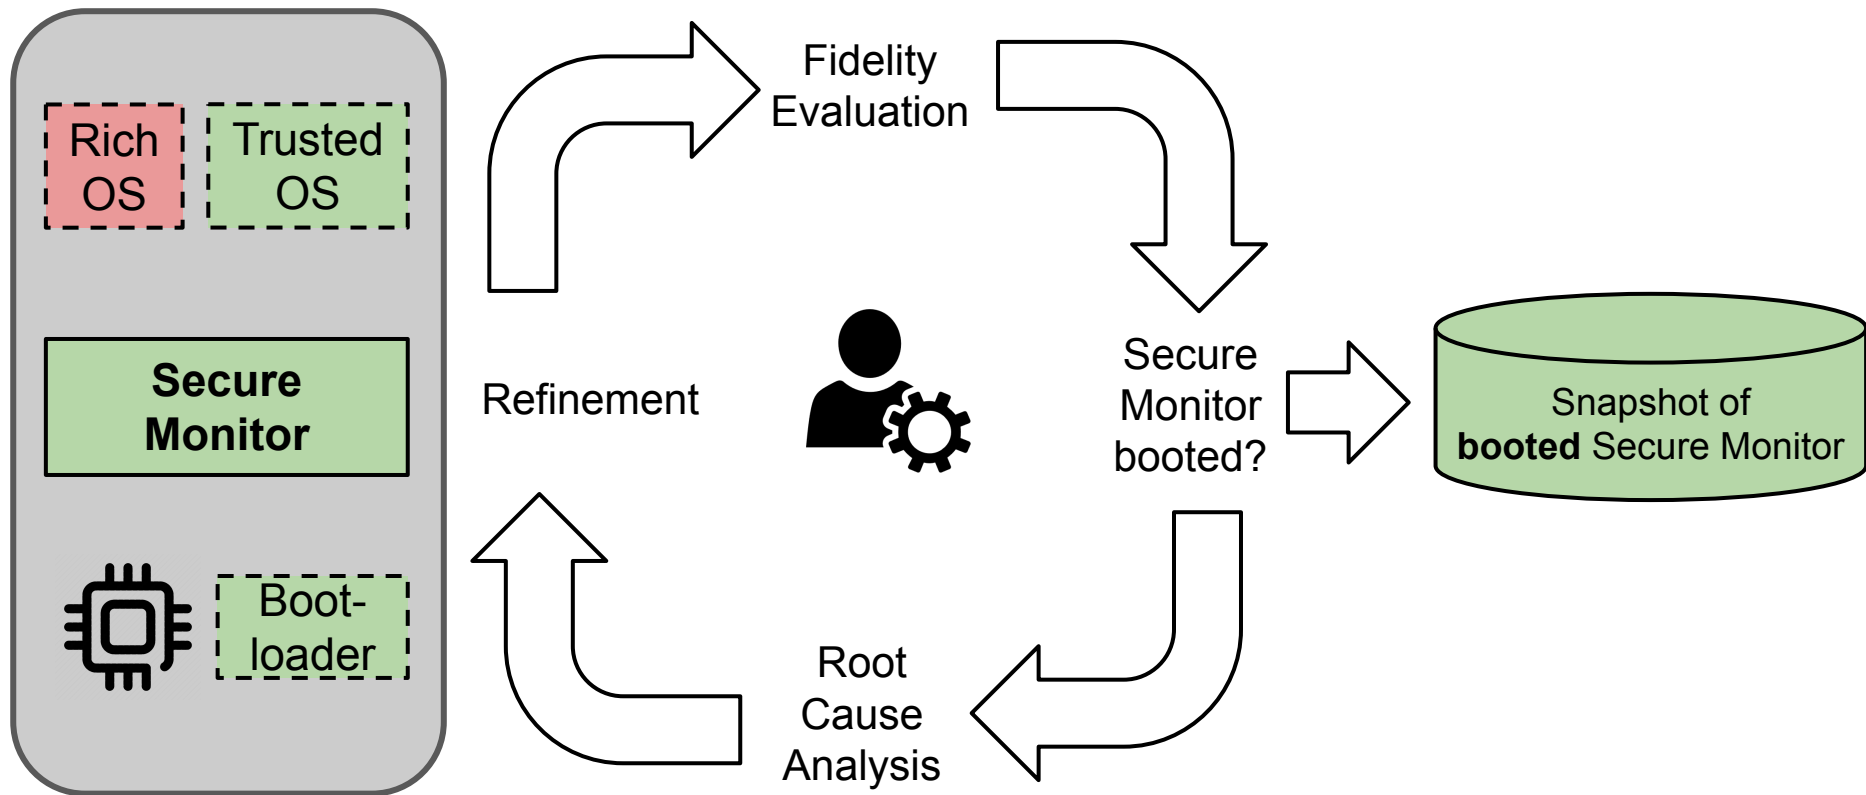 Rich
OS
Trusted
OS
Secure
Monitor
Boot-
loader
Refinement
Fidelity
Evaluation
Secure
Monitor
booted?
Root
Cause
Analysis
Snapshot of
booted Secure Monitor